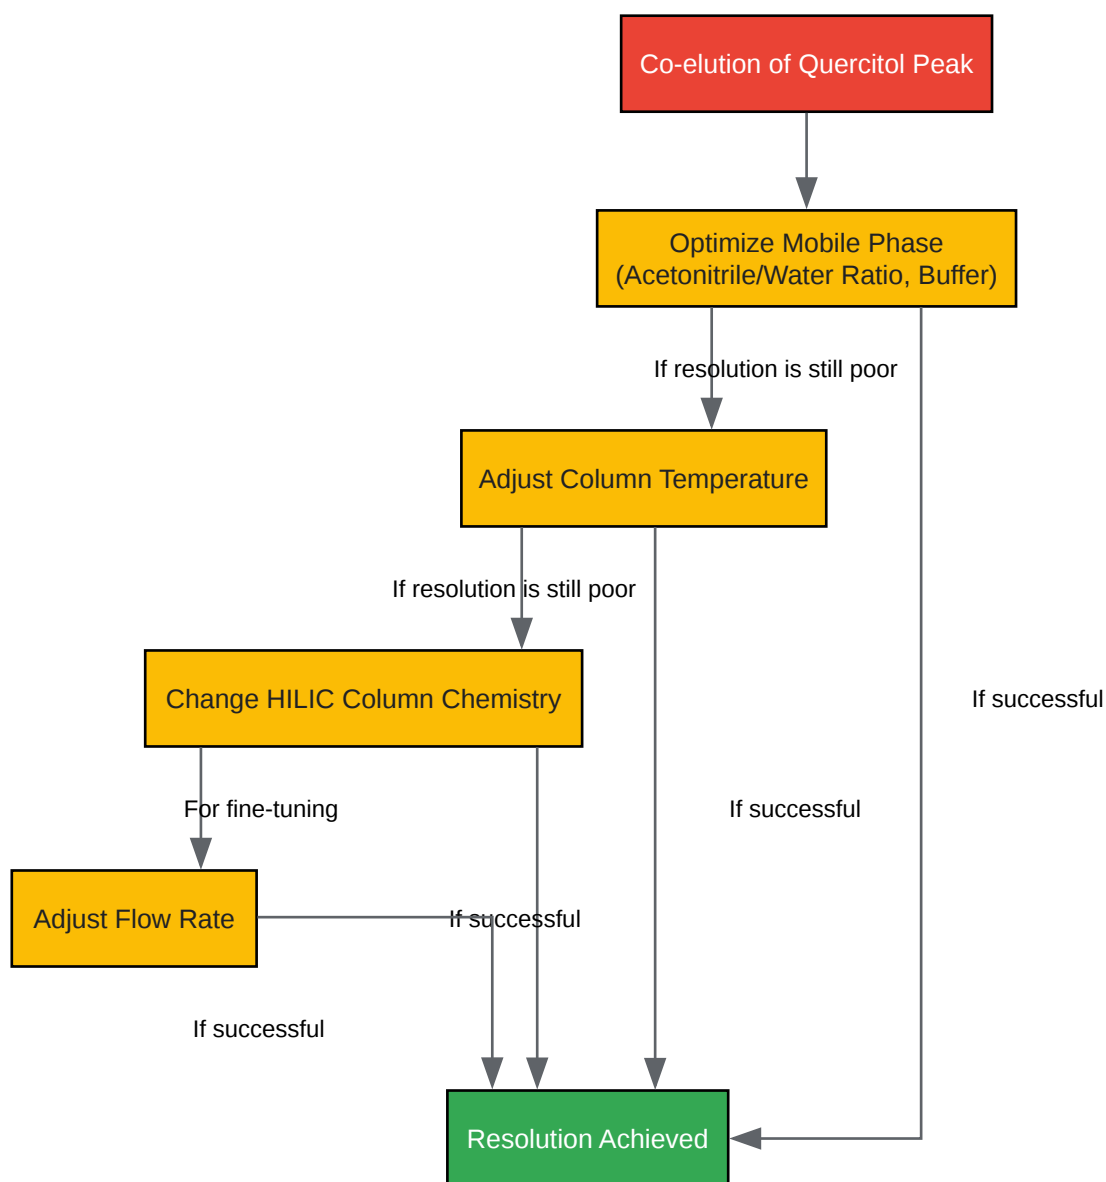 Co-elution of Quercitol Peak
Optimize Mobile Phase
(Acetonitrile/Water Ratio, Buffer)
If resolution is still poor
Adjust Column Temperature
If resolution is still poor
Change HILIC Column Chemistry
If successful
For fine-tuning
If successful
Adjust Flow Rate
If successful
If successful
Resolution Achieved